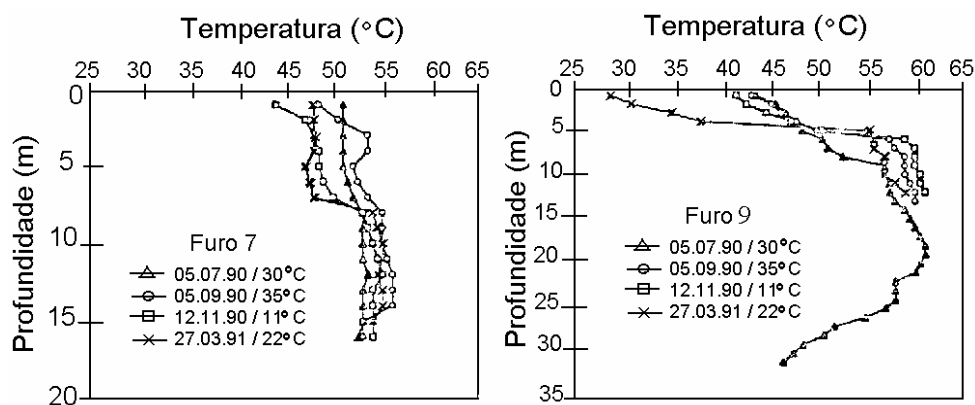 Temperatura (°C)
25 30 35 40 45 50 55 60 65
Profundidade (m)
0
5
10
15
20
Furo 7
05.07.90 / 30°C
05.09.90 / 35°C
12.11.90 / 11°C
27.03.91 / 22°C
Temperatura (°C)
25 30 35 40 45 50 55 60 65
Profundidade (m)
0
5
10
15
20
25
30
35
Furo 9
05.07.90 / 30°C
05.09.90 / 35°C
12.11.90 / 11°C
27.03.91 / 22°C